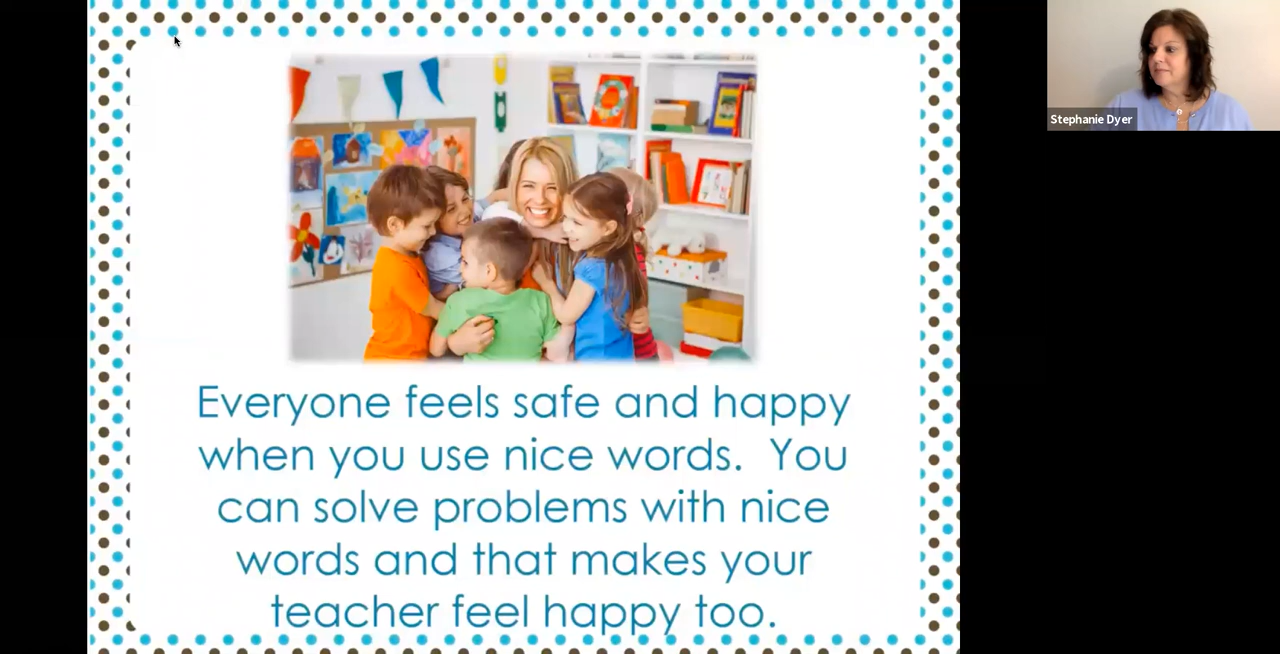 Stephanie Dyer
Everyone feels safe and happy
when you use nice words.  You
can solve problems with nice
words and that makes your
teacher feel happy too.